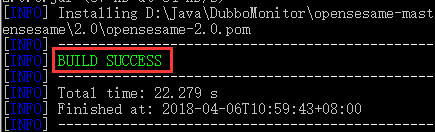 [INFO] Installing D:\Java\DubboMonitor\opensesame-mast
ensesame\2.0\opensesame-2.0.pom
[INFO] ------------------------------------------------
[INFO] BUILD SUCCESS
[INFO] ------------------------------------------------
[INFO] Total time: 22.279 s
[INFO] Finished at: 2018-04-06T10:59:43+08:00
[INFO] ------------------------------------------------